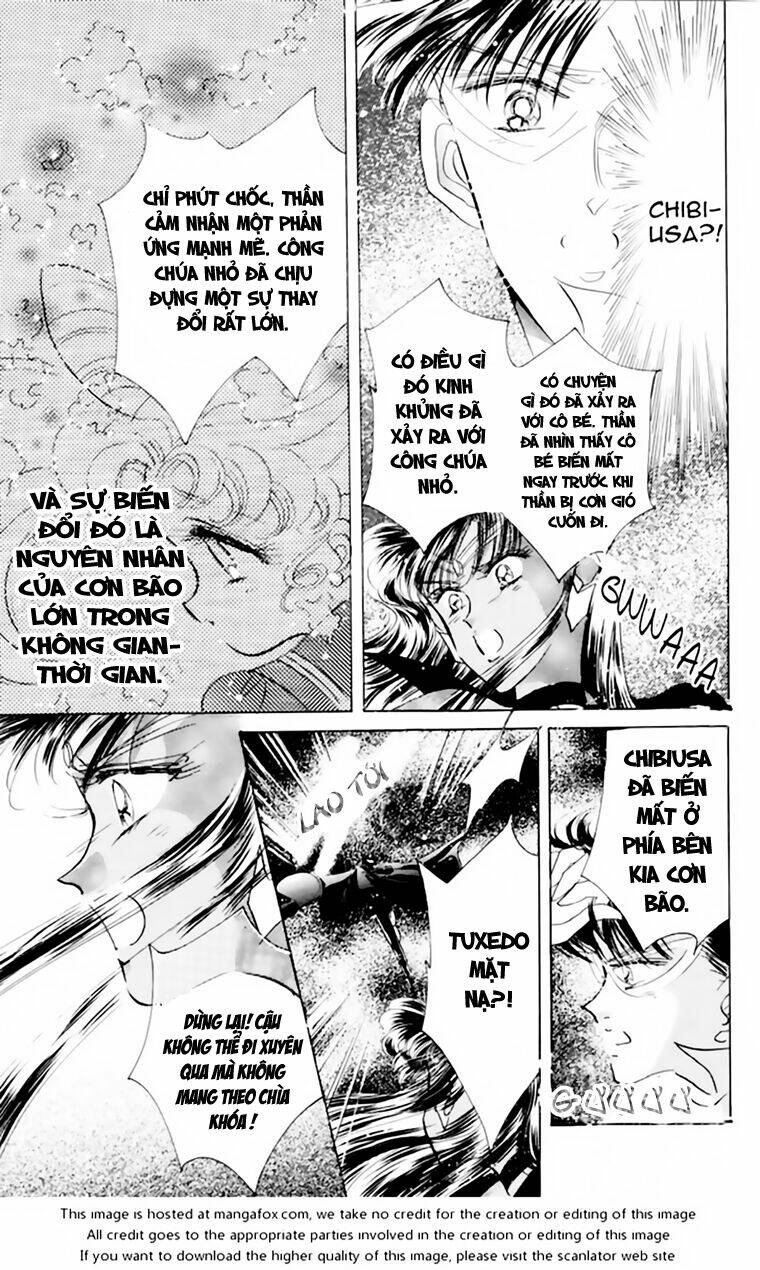 CHIBI-
USA?!
CÓ CHUYỆN
GÌ ĐÓ ĐÃ XẢY RA
VỚI CÔ BÉ. THẦN
ĐÃ NHÌN THẤY CÔ
BÉ BIẾN MẤT
NGAY TRƯỚC KHI
THẦN BỊ CƠN GIÓ
CUỐN ĐI.
CÓ ĐIỀU GÌ
ĐÓ KINH
KHỦNG ĐÃ
XẢY RA VỚI
CÔNG CHÚA
NHỎ.
GWWAAA
CHỈ PHÚT CHỐC, THẦN
CẢM NHẬN MỘT PHẢN
ỨNG MẠNH MẼ. CÔNG
CHÚA NHỎ ĐÃ CHỊU
ĐỰNG MỘT SỰ THAY
ĐỔI RẤT LỚN.
VÀ SỰ BIẾN
ĐỔI ĐÓ LÀ
NGUYÊN NHÂN
CỦA CƠN BÃO
LỚN TRONG
KHÔNG GIAN-
THỜI GIAN.
CHIBIUSA
ĐÃ BIẾN
MẤT Ở
PHÍA BÊN
KIA CƠN
BÃO.
LAO TỚI
TUXEDO
MẶT
NẠ?!
DỪNG LẠI! CẬU
KHÔNG THỂ ĐI XUYÊN
QUA MÀ KHÔNG
MANG THEO CHÌA
KHÓA !
This image is hosted at mangafox.com, we take no credit for the creation or editing of this image
All credit goes to the appropriate parties involved in the creation or editing of this image
If you want to download the higher quality of this image, please visit the scanlator web site